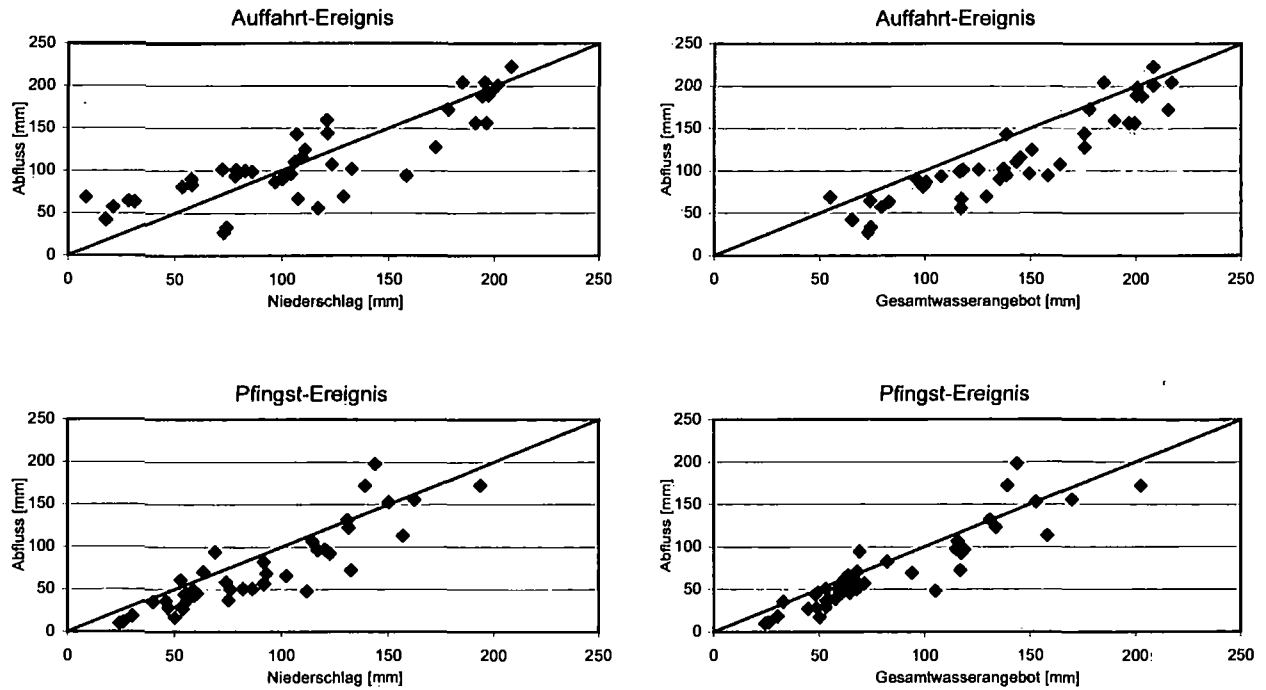 Auffahrt-Ereignis
250
200
150
100
50
0
Abfluss [mm]
0 50 100 150 200 250
Niederschlag [mm]
Auffahrt-Ereignis
250
200
150
100
50
0
Abfluss [mm]
0 50 100 150 200 250
Gesamtwasserangebot [mm]
Pfingst-Ereignis
250
200
150
100
50
0
Abfluss [mm]
0 50 100 150 200 250
Niederschlag [mm]
Pfingst-Ereignis
250
200
150
100
50
0
Abfluss [mm]
0 50 100 150 200 250
Gesamtwasserangebot [mm]